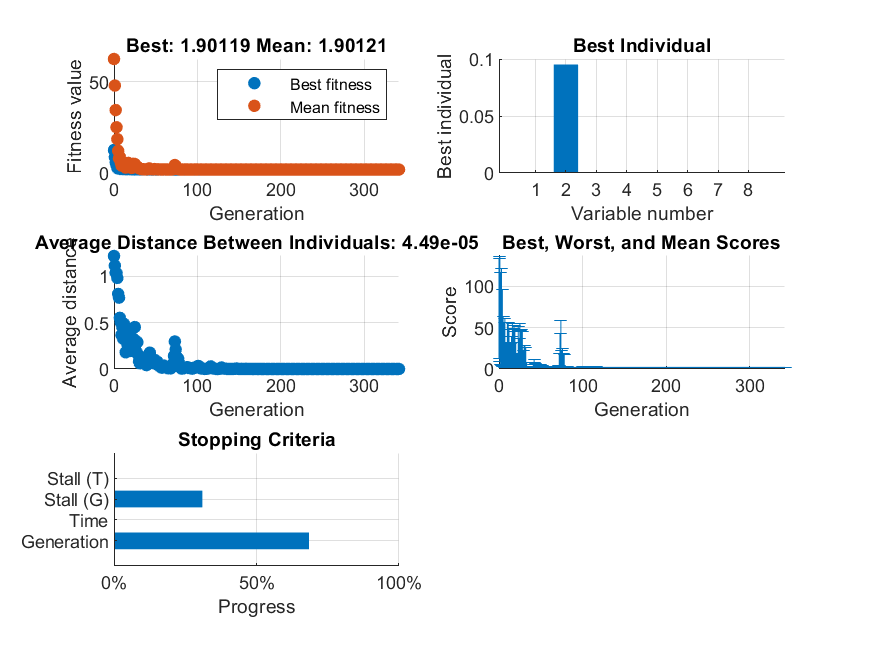 Best: 1.90119 Mean: 1.90121
Fitness value
50
0
Best fitness
Mean fitness
0 100 200 300
Generation
Best Individual
Best individual
0.1
0.05
0
1 2 3 4 5 6 7 8
Variable number
Average Distance Between Individuals: 4.49e-05
Average distance
1
0.5
0
0 100 200 300
Generation
Best, Worst, and Mean Scores
Score
100
50
0
0 100 200 300
Generation
Stopping Criteria
Stall (T)
Stall (G)
Time
Generation
0% 50% 100%
Progress